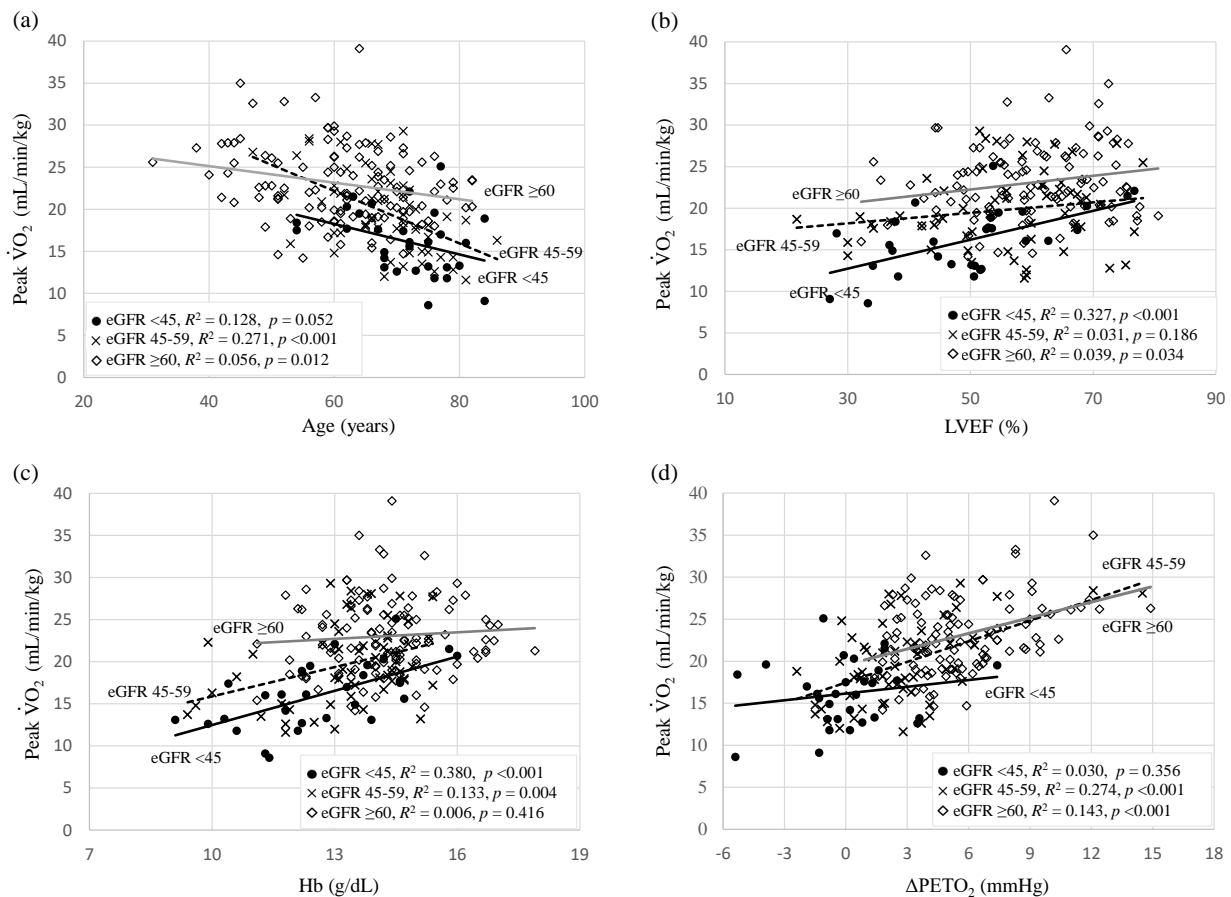 (a)
40
35
30
25
20
15
10
5
0
Peak V̇O₂ (mL/min/kg)
eGFR ≥60
eGFR 45-59
eGFR <45
eGFR <45, R² = 0.128, p = 0.052
eGFR 45-59, R² = 0.271, p <0.001
eGFR ≥60, R² = 0.056, p = 0.012
20 40 60 80 100
Age (years)
(b)
40
35
30
25
20
15
10
5
0
Peak V̇O₂ (mL/min/kg)
eGFR ≥60
eGFR 45-59
eGFR <45
eGFR <45, R² = 0.327, p <0.001
eGFR 45-59, R² = 0.031, p = 0.186
eGFR ≥60, R² = 0.039, p = 0.034
10 30 50 70 90
LVEF (%)
(c)
40
35
30
25
20
15
10
5
0
Peak V̇O₂ (mL/min/kg)
eGFR ≥60
eGFR 45-59
eGFR <45
eGFR <45, R² = 0.380, p <0.001
eGFR 45-59, R² = 0.133, p = 0.004
eGFR ≥60, R² = 0.006, p = 0.416
7 10 13 16 19
Hb (g/dL)
(d)
40
35
30
25
20
15
10
5
0
Peak V̇O₂ (mL/min/kg)
eGFR 45-59
eGFR ≥60
eGFR <45
eGFR <45, R² = 0.030, p = 0.356
eGFR 45-59, R² = 0.274, p <0.001
eGFR ≥60, R² = 0.143, p <0.001
-6 -3 0 3 6 9 12 15 18
ΔPETO₂ (mmHg)